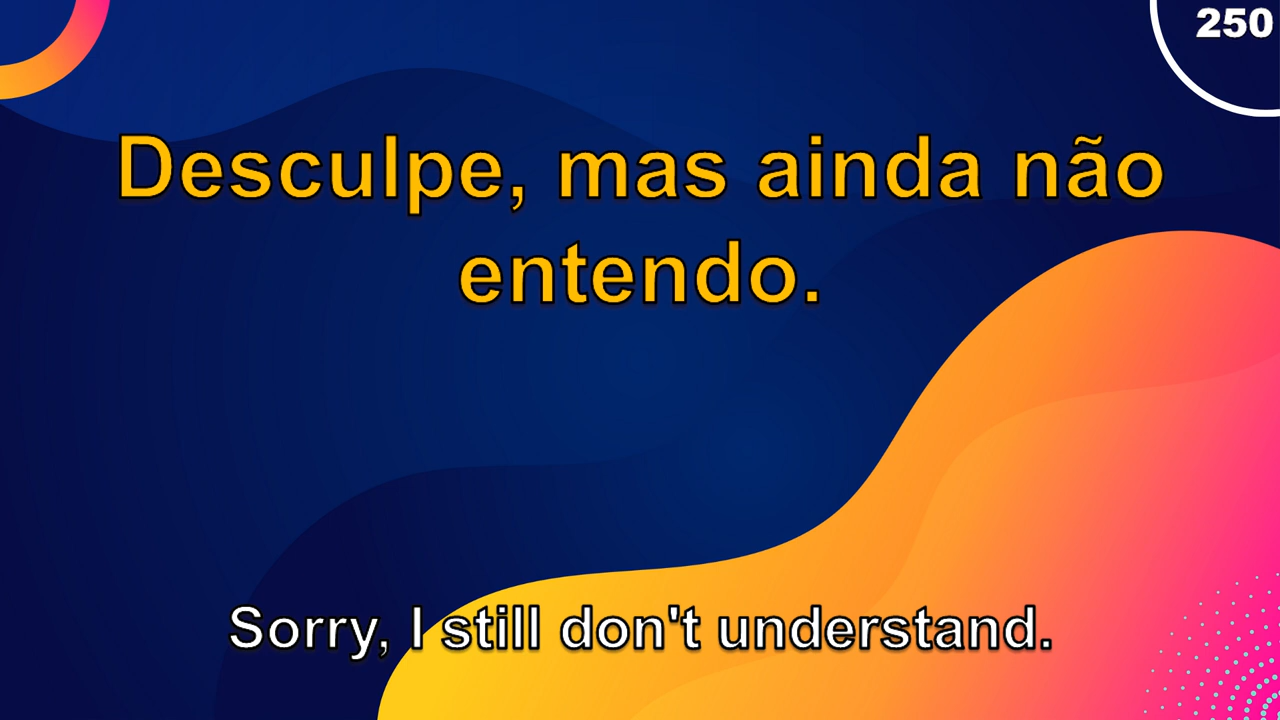 250
Desculpe, mas ainda não
entendo.
Sorry, I still don't understand.